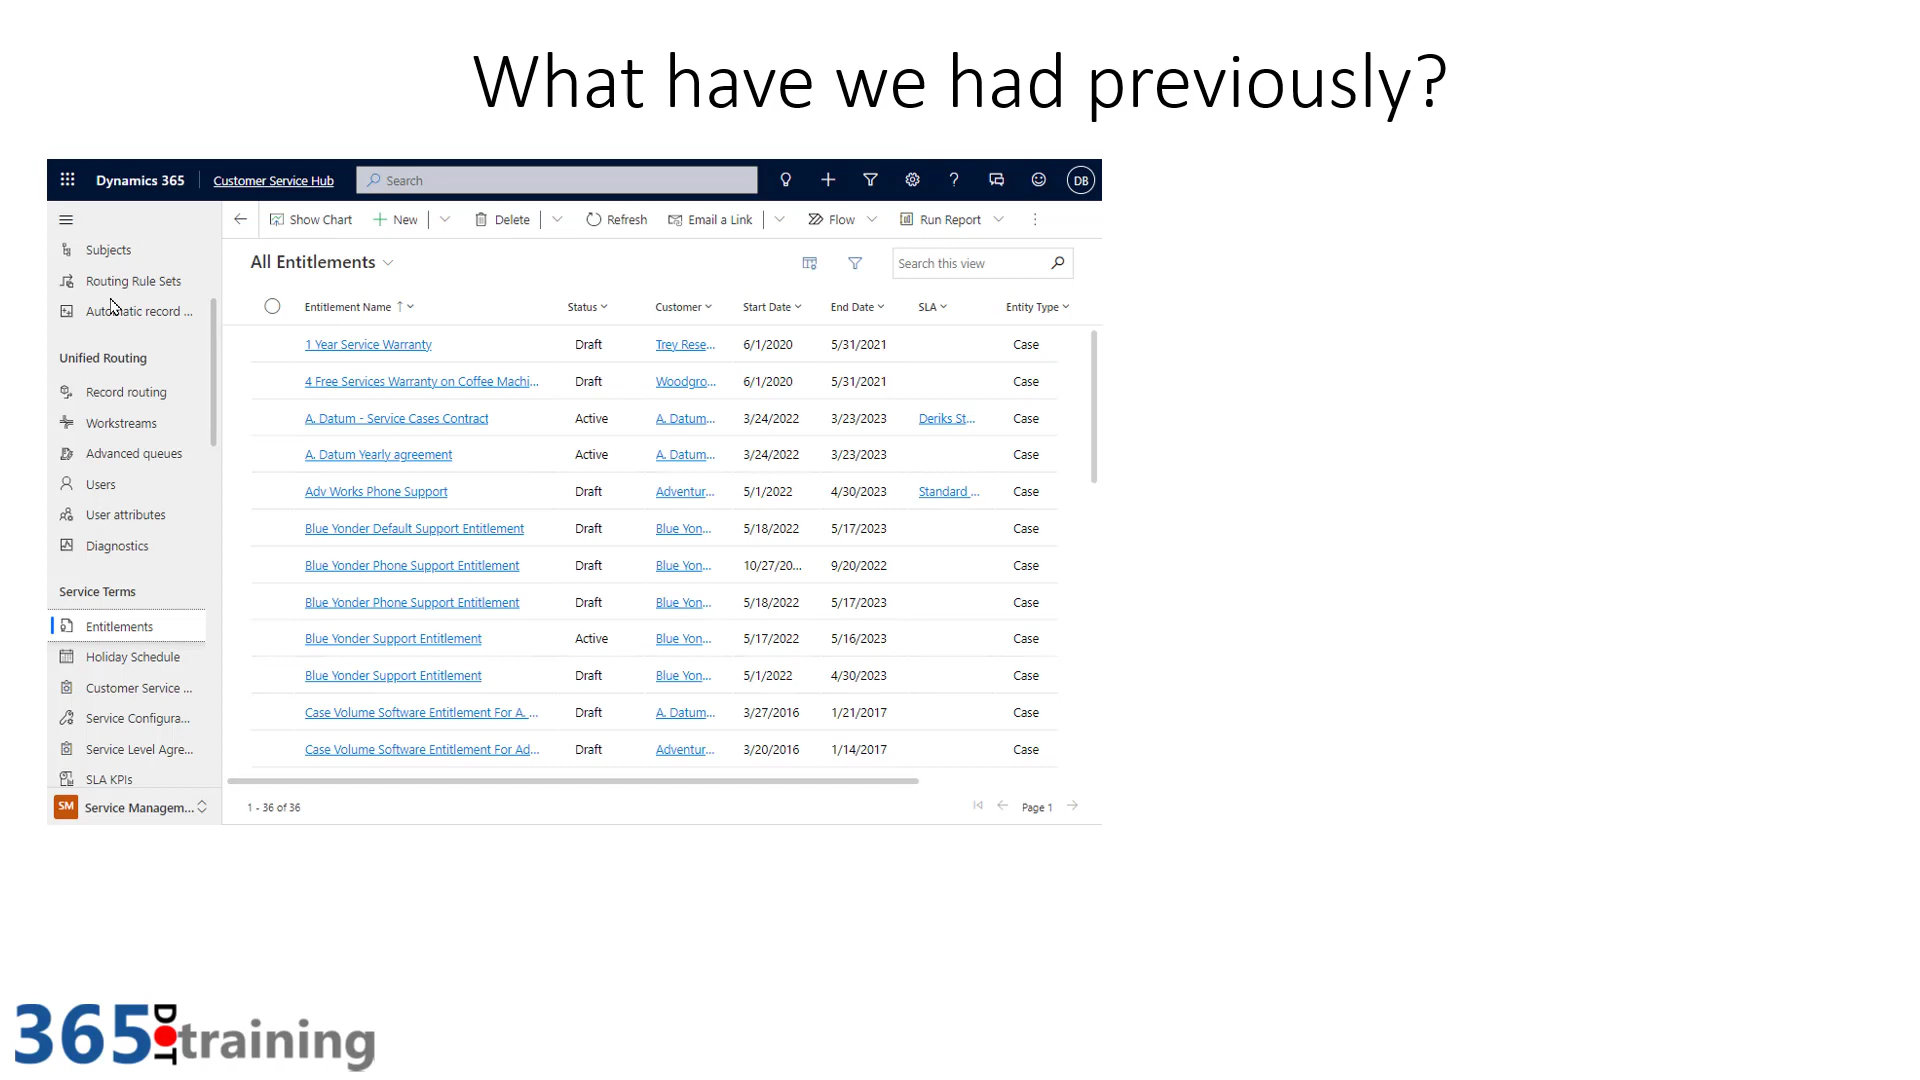 What have we had previously?
Dynamics 365 Customer Service Hub Search DB
Show Chart New Delete Refresh Email a Link Flow Run Report
Subjects
Routing Rule Sets
Automatic record ...
Unified Routing
Record routing
Workstreams
Advanced queues
Users
User attributes
Diagnostics
Service Terms
Entitlements
Holiday Schedule
Customer Service ...
Service Configura...
Service Level Agre...
SLA KPIs
SM Service Managem...
All Entitlements Search this view
Entitlement Name Status Customer Start Date End Date SLA Entity Type
1 Year Service Warranty Draft Trey Rese... 6/1/2020 5/31/2021 Case
4 Free Services Warranty on Coffee Machi... Draft Woodgro... 6/1/2020 5/31/2021 Case
A. Datum - Service Cases Contract Active A. Datum... 3/24/2022 3/23/2023 Deriks St... Case
A. Datum Yearly agreement Active A. Datum... 3/24/2022 3/23/2023 Case
Adv Works Phone Support Draft Adventur... 5/1/2022 4/30/2023 Standard ... Case
Blue Yonder Default Support Entitlement Draft Blue Yon... 5/18/2022 5/17/2023 Case
Blue Yonder Phone Support Entitlement Draft Blue Yon... 10/27/20... 9/20/2022 Case
Blue Yonder Phone Support Entitlement Draft Blue Yon... 5/18/2022 5/17/2023 Case
Blue Yonder Support Entitlement Active Blue Yon... 5/17/2022 5/16/2023 Case
Blue Yonder Support Entitlement Draft Blue Yon... 5/1/2022 4/30/2023 Case
Case Volume Software Entitlement For A. ... Draft A. Datum... 3/27/2016 1/21/2017 Case
Case Volume Software Entitlement For Ad... Draft Adventur... 3/20/2016 1/14/2017 Case
1 - 36 of 36 Page 1
365 DOT training